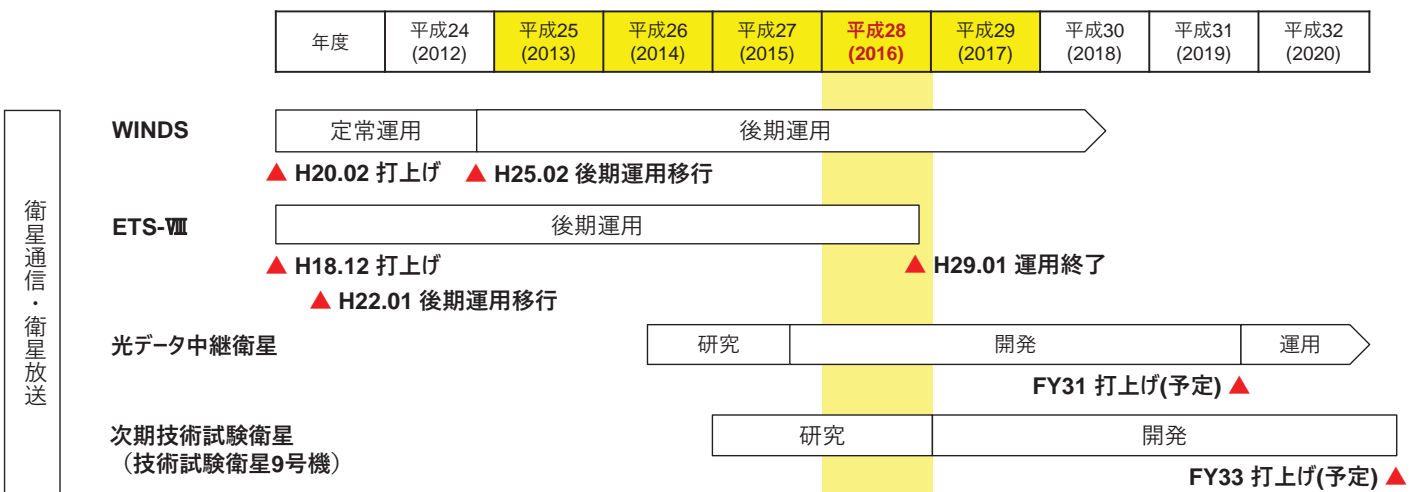 年度 平成24 平成25 平成26 平成27 平成28 平成29 平成30 平成31 平成32
(2012) (2013) (2014) (2015) (2016) (2017) (2018) (2019) (2020)
衛星通信・衛星放送
WINDS 定常運用 後期運用
▲ H20.02 打上げ ▲ H25.02 後期運用移行
ETS-Ⅷ 後期運用
▲ H18.12 打上げ ▲ H29.01 運用終了
▲ H22.01 後期運用移行
光データ中継衛星 研究 開発 運用
FY31 打上げ(予定) ▲
次期技術試験衛星 研究 開発
（技術試験衛星9号機）
FY33 打上げ(予定) ▲